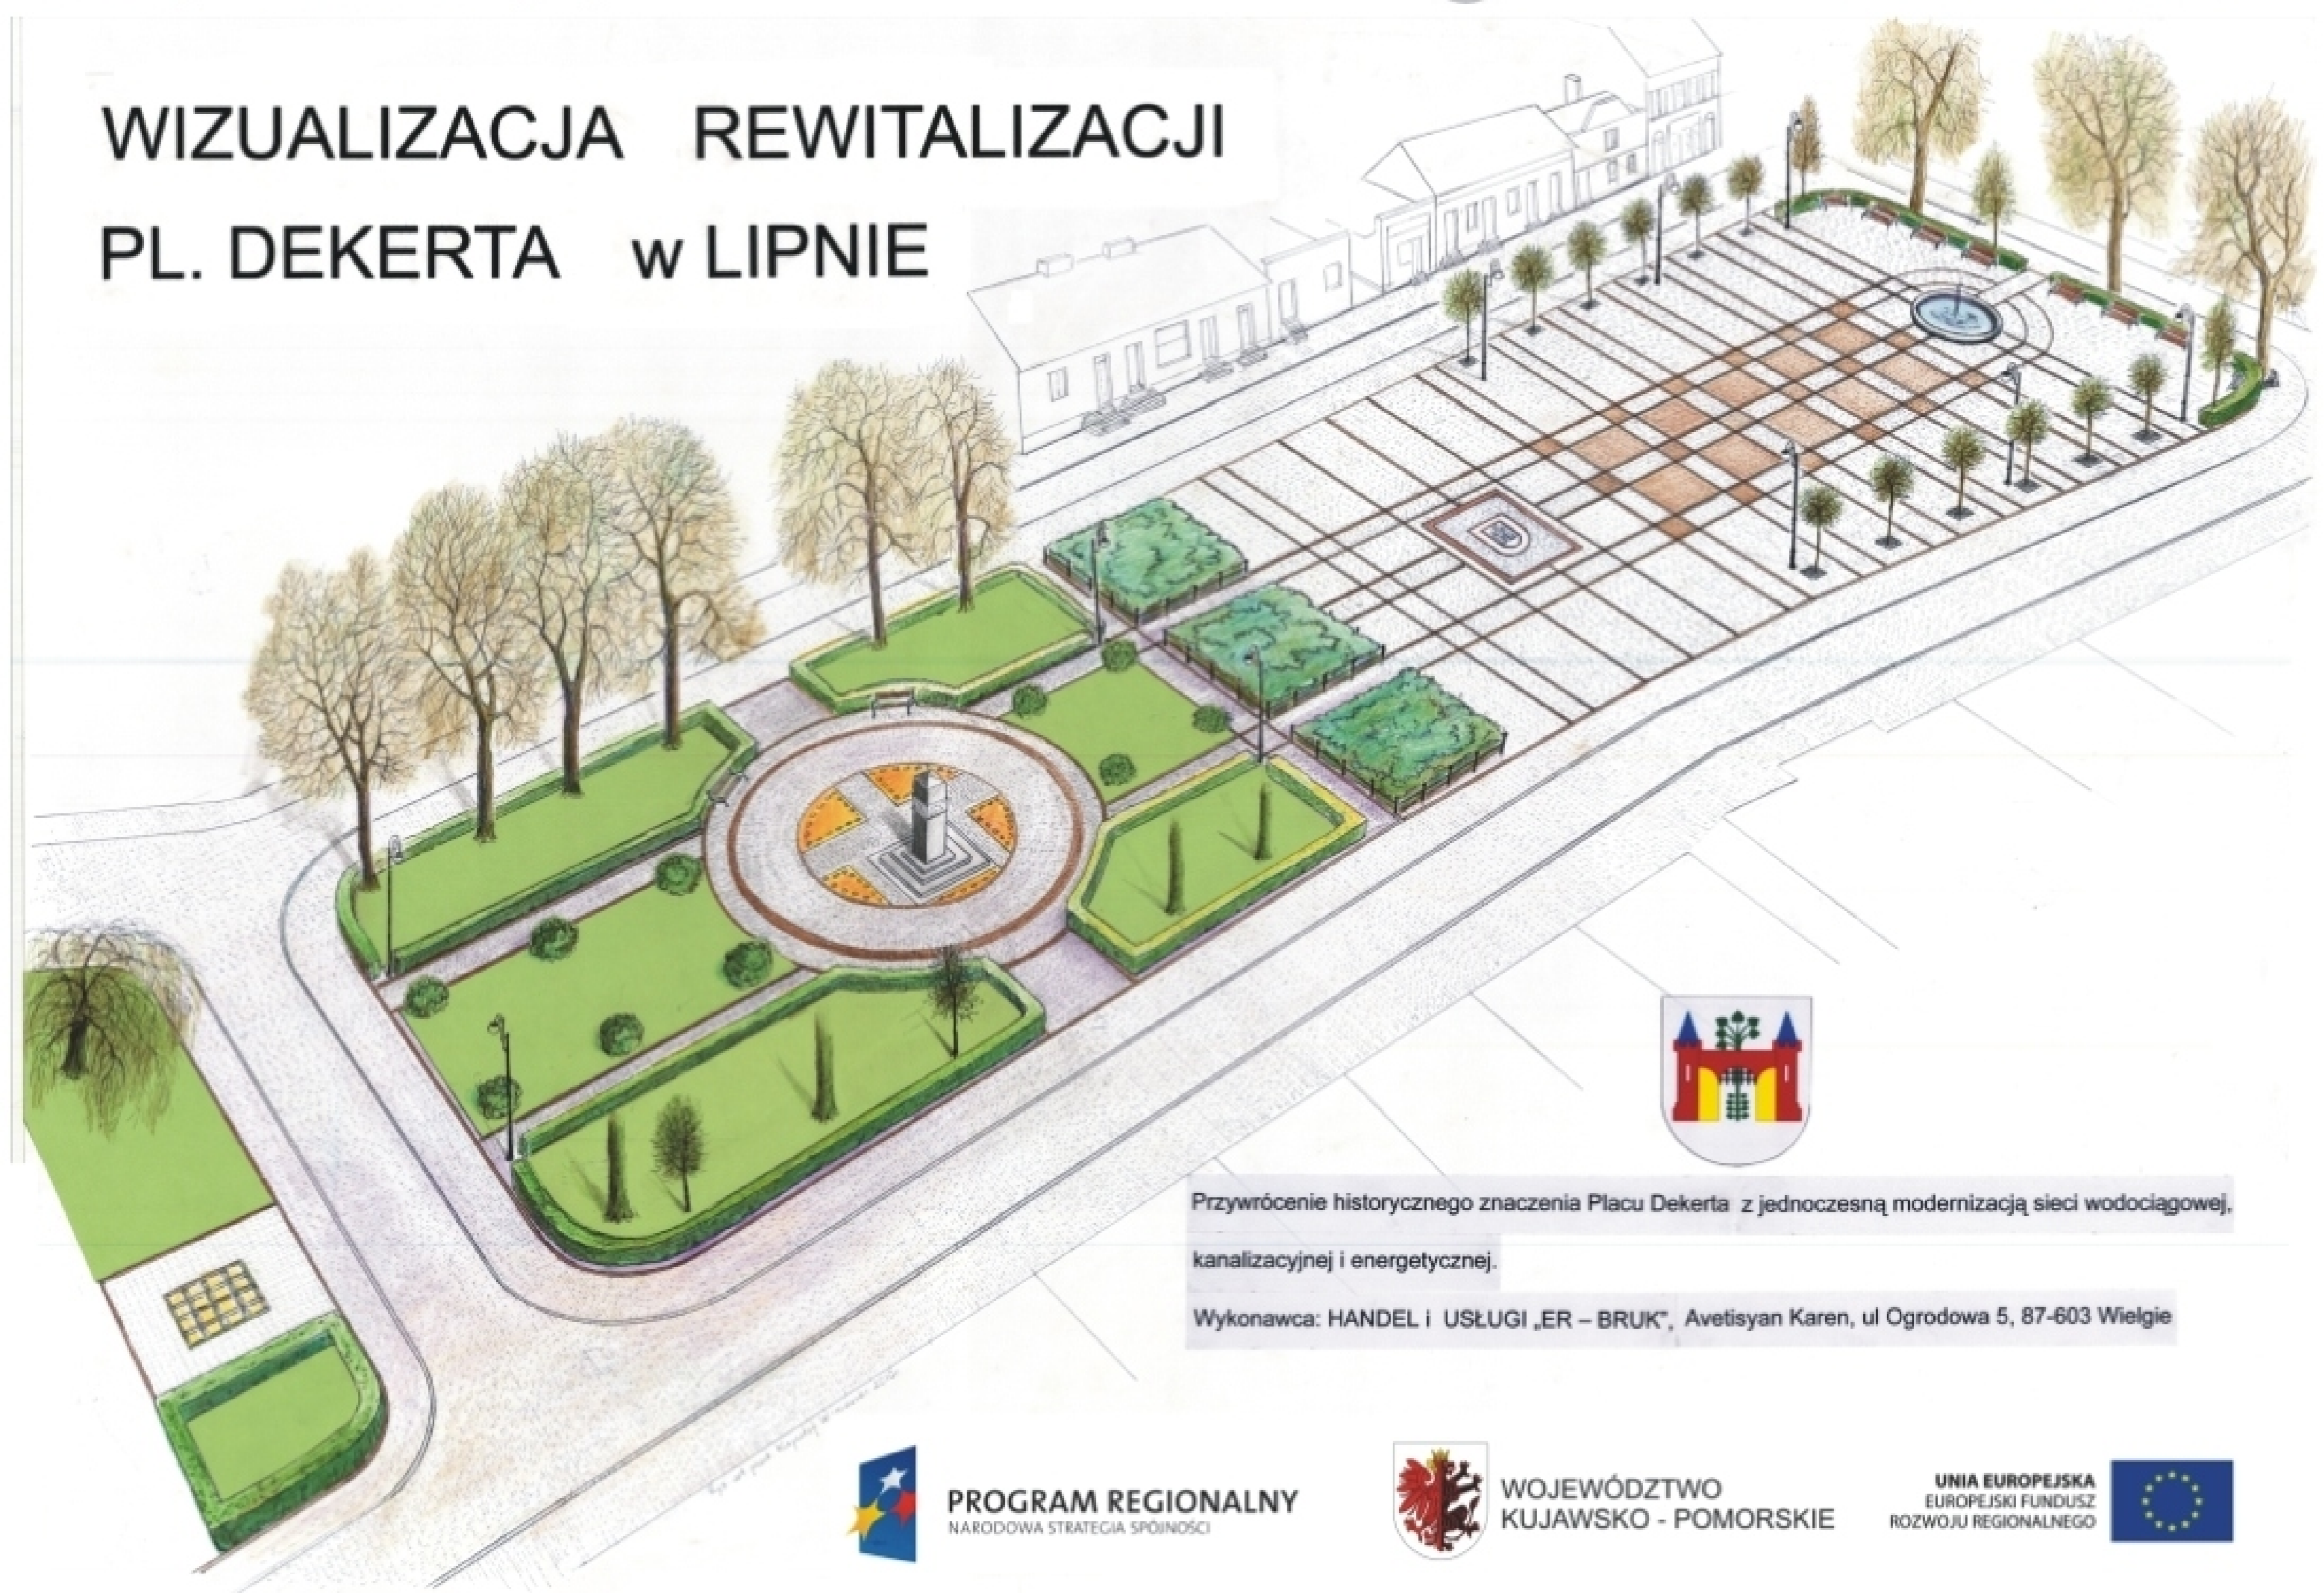 WIZUALIZACJA REWITALIZACJI
PL. DEKERTA w LIPNIE
Przywrócenie historycznego znaczenia Placu Dekerta z jednoczesną modernizacją sieci wodociągowej,
kanalizacyjnej i energetycznej.
Wykonawca: HANDEL i USŁUGI „ER – BRUK”, Avetisyan Karen, ul Ogrodowa 5, 87-603 Wielgie
PROGRAM REGIONALNY
NARODOWA STRATEGIA SPÓJNOŚCI
WOJEWÓDZTWO
KUJAWSKO - POMORSKIE
UNIA EUROPEJSKA
EUROPEJSKI FUNDUSZ
ROZWOJU REGIONALNEGO